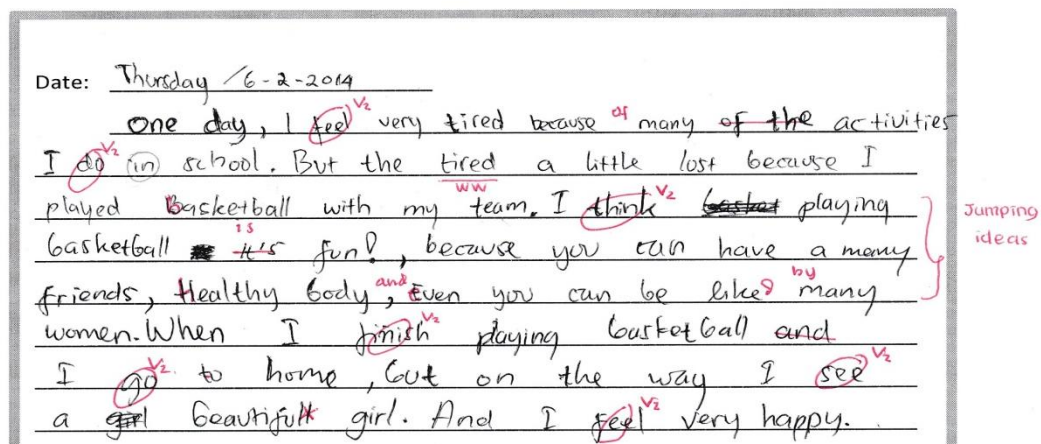 Date: Thursday /6-2-2014
V2
One day, I feel very tired because of many of the activities
V2
I do in school. But the tired a little lost because I
ww
played basketball with my team. I think V2 playing
Jumping
ideas
is
basketball it's fun!, because you can have a many
friends, Healthy body, and Even you can be like by many
women. When I finish V2 playing basketball and
I go V2 to home, but on the way I see V2
a girl beautiful girl. And I feel V2 very happy.